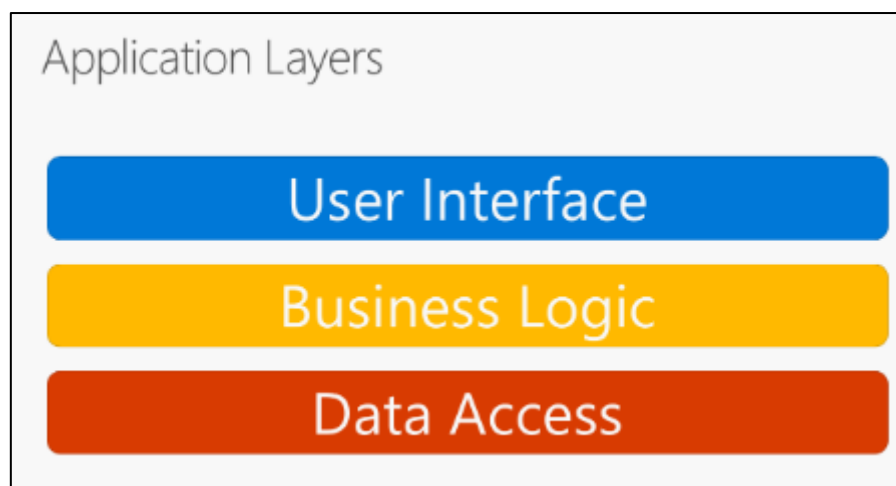 Application Layers
User Interface
Business Logic
Data Access